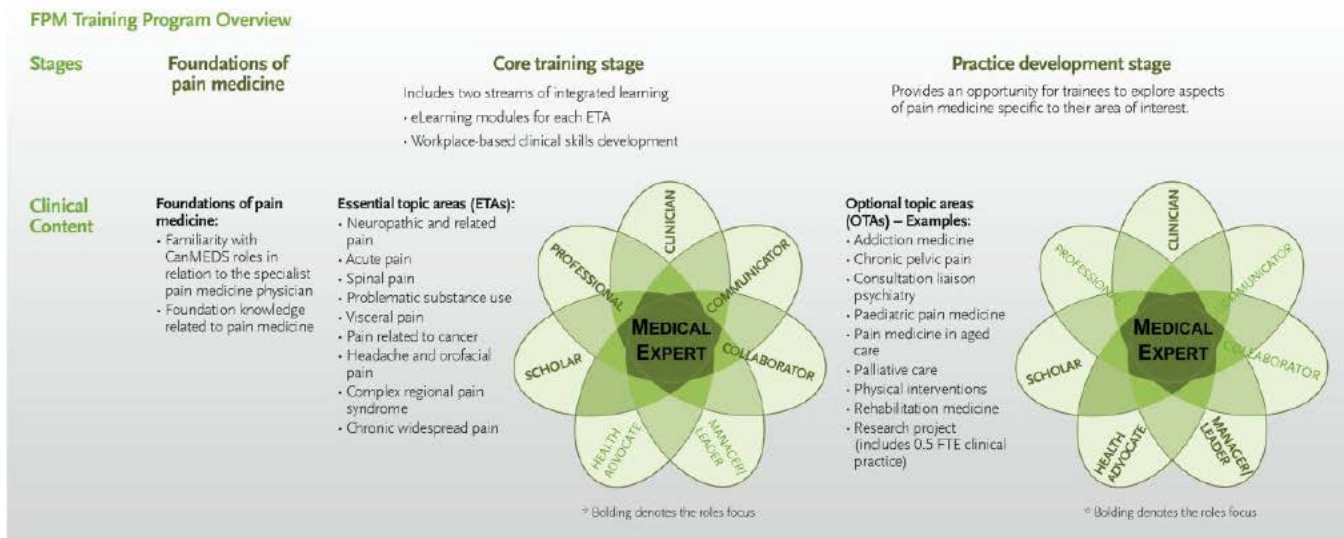 FPM Training Program Overview
Stages
Foundations of
pain medicine
Core training stage
Includes two streams of integrated learning
· eLearning modules for each ETA
· Workplace-based clinical skills development
Practice development stage
Provides an opportunity for trainees to explore aspects
of pain medicine specific to their area of interest.
Clinical
Content
Foundations of pain
medicine:
· Familiarity with
CanMEDS roles in
relation to the specialist
pain medicine physician
· Foundation knowledge
related to pain medicine
Essential topic areas (ETAs):
· Neuropathic and related
pain
· Acute pain
· Spinal pain
· Problematic substance use
· Visceral pain
· Pain related to cancer
· Headache and orofacial
pain
· Complex regional pain
syndrome
· Chronic widespread pain
CLINICIAN
PROFESSIONAL
COMMUNICATOR
MEDICAL
EXPERT
SCHOLAR
COLLABORATOR
HEALTH
ADVOCATE
MANAGER/
LEADER
* Bolding denotes the roles focus
Optional topic areas
(OTAs) – Examples:
· Addiction medicine
· Chronic pelvic pain
· Consultation liaison
psychiatry
· Paediatric pain medicine
· Pain medicine in aged
care
· Palliative care
· Physical interventions
· Rehabilitation medicine
· Research project
(includes 0.5 FTE clinical
practice)
CLINICIAN
PROFESSIONAL
COMMUNICATOR
MEDICAL
EXPERT
SCHOLAR
COLLABORATOR
HEALTH
ADVOCATE
MANAGER/
LEADER
* Bolding denotes the roles focus